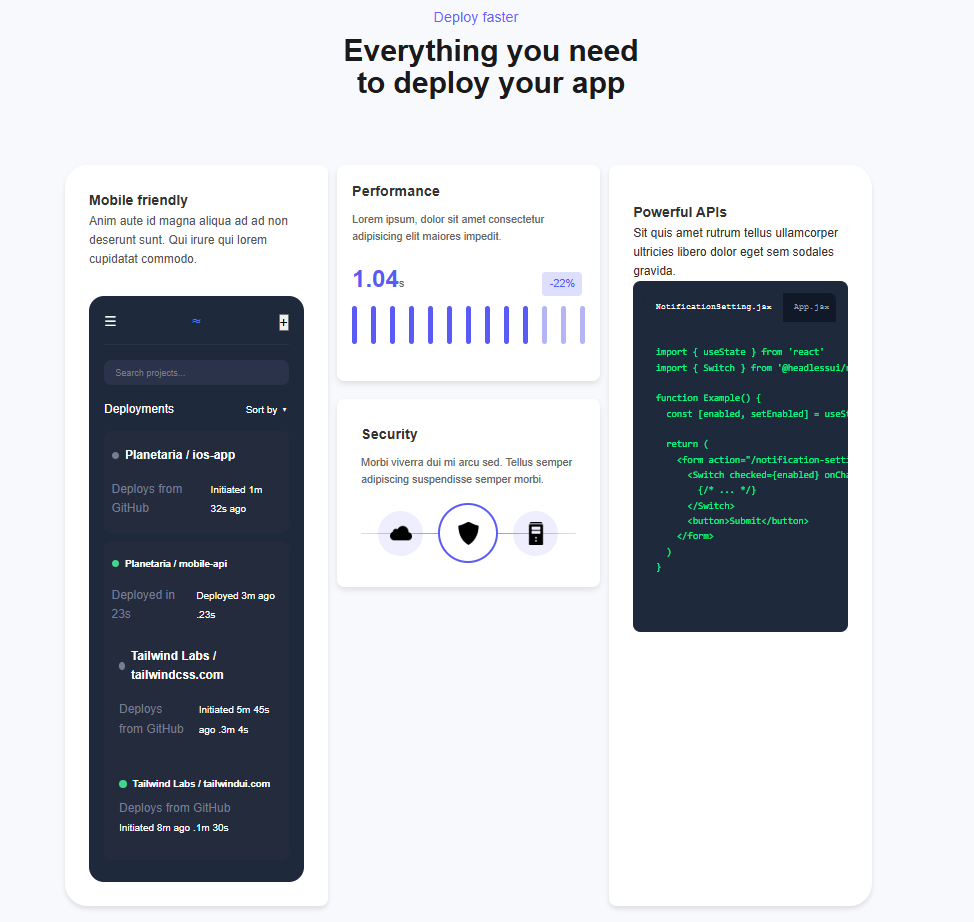 Deploy faster
Everything you need
to deploy your app
Mobile friendly
Anim aute id magna aliqua ad ad non
deserunt sunt. Qui irure qui lorem
cupidatat commodo.
☰ ≈ +
Search projects...
Deployments Sort by ▾
Planetaria / ios-app
Deploys from
GitHub
Initiated 1m
32s ago
Planetaria / mobile-api
Deployed in
23s
Deployed 3m ago
.23s
Tailwind Labs /
tailwindcss.com
Deploys
from GitHub
Initiated 5m 45s
ago .3m 4s
Tailwind Labs / tailwindui.com
Deploys from GitHub
Initiated 8m ago .1m 30s
Performance
Lorem ipsum, dolor sit amet consectetur
adipisicing elit maiores impedit.
1.04s -22%
Security
Morbi viverra dui mi arcu sed. Tellus semper
adipiscing suspendisse semper morbi.
Powerful APIs
Sit quis amet rutrum tellus ullamcorper
ultricies libero dolor eget sem sodales
gravida.
NotificationSetting.jsx App.jsx
import { useState } from 'react'
import { Switch } from '@headlessui/
function Example() {
const [enabled, setEnabled] = useSt
return (
<form action="/notification-setti
<Switch checked={enabled} onCha
{/* ... */}
</Switch>
<button>Submit</button>
</form>
)
}